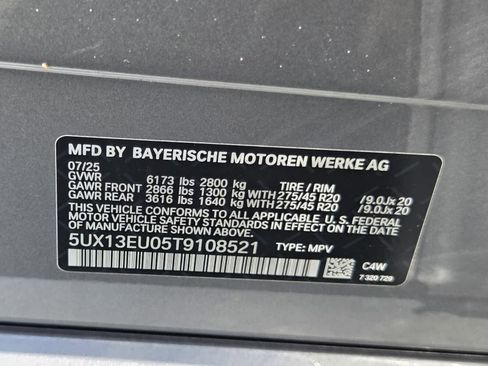 MFD BY BAYERISCHE MOTOREN WERKE AG
07/25
GVWR 6173 lbs 2800 kg TIRE / RIM
GAWR FRONT 2866 lbs 1300 kg WITH 275/45 R20 /9.0Jx20
GAWR REAR 3616 lbs 1640 kg WITH 275/45 R20 /9.0Jx20
THIS VEHICLE CONFORMS TO ALL APPLICABLE FEDERAL
MOTOR VEHICLE SAFETY STANDARDS IN EFFECT ON THE DATE
OF MANUFACTURE SHOWN ABOVE.
5UX13EU05T9108521 TYPE: MPV
C4W
7 320 729